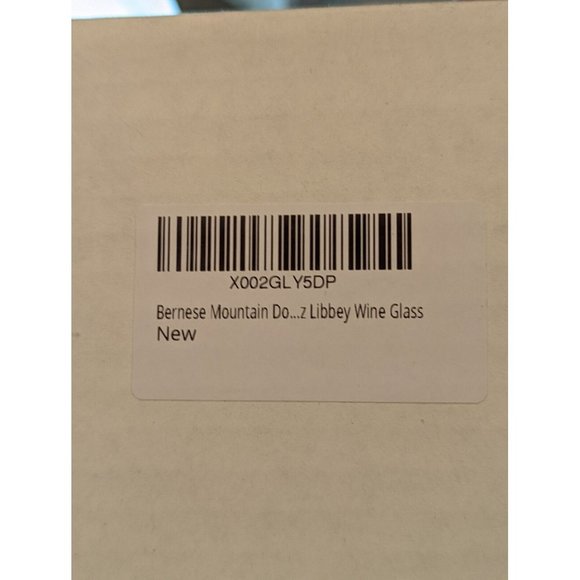 X002GLY5DP
Bernese Mountain Do...z Libbey Wine Glass
New